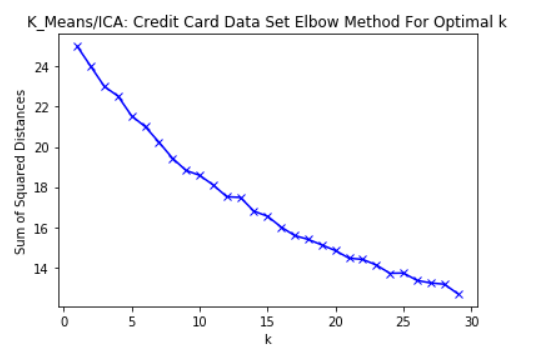 K_Means/ICA: Credit Card Data Set Elbow Method For Optimal k
Sum of Squared Distances
24
22
20
18
16
14
0 5 10 15 20 25 30
k